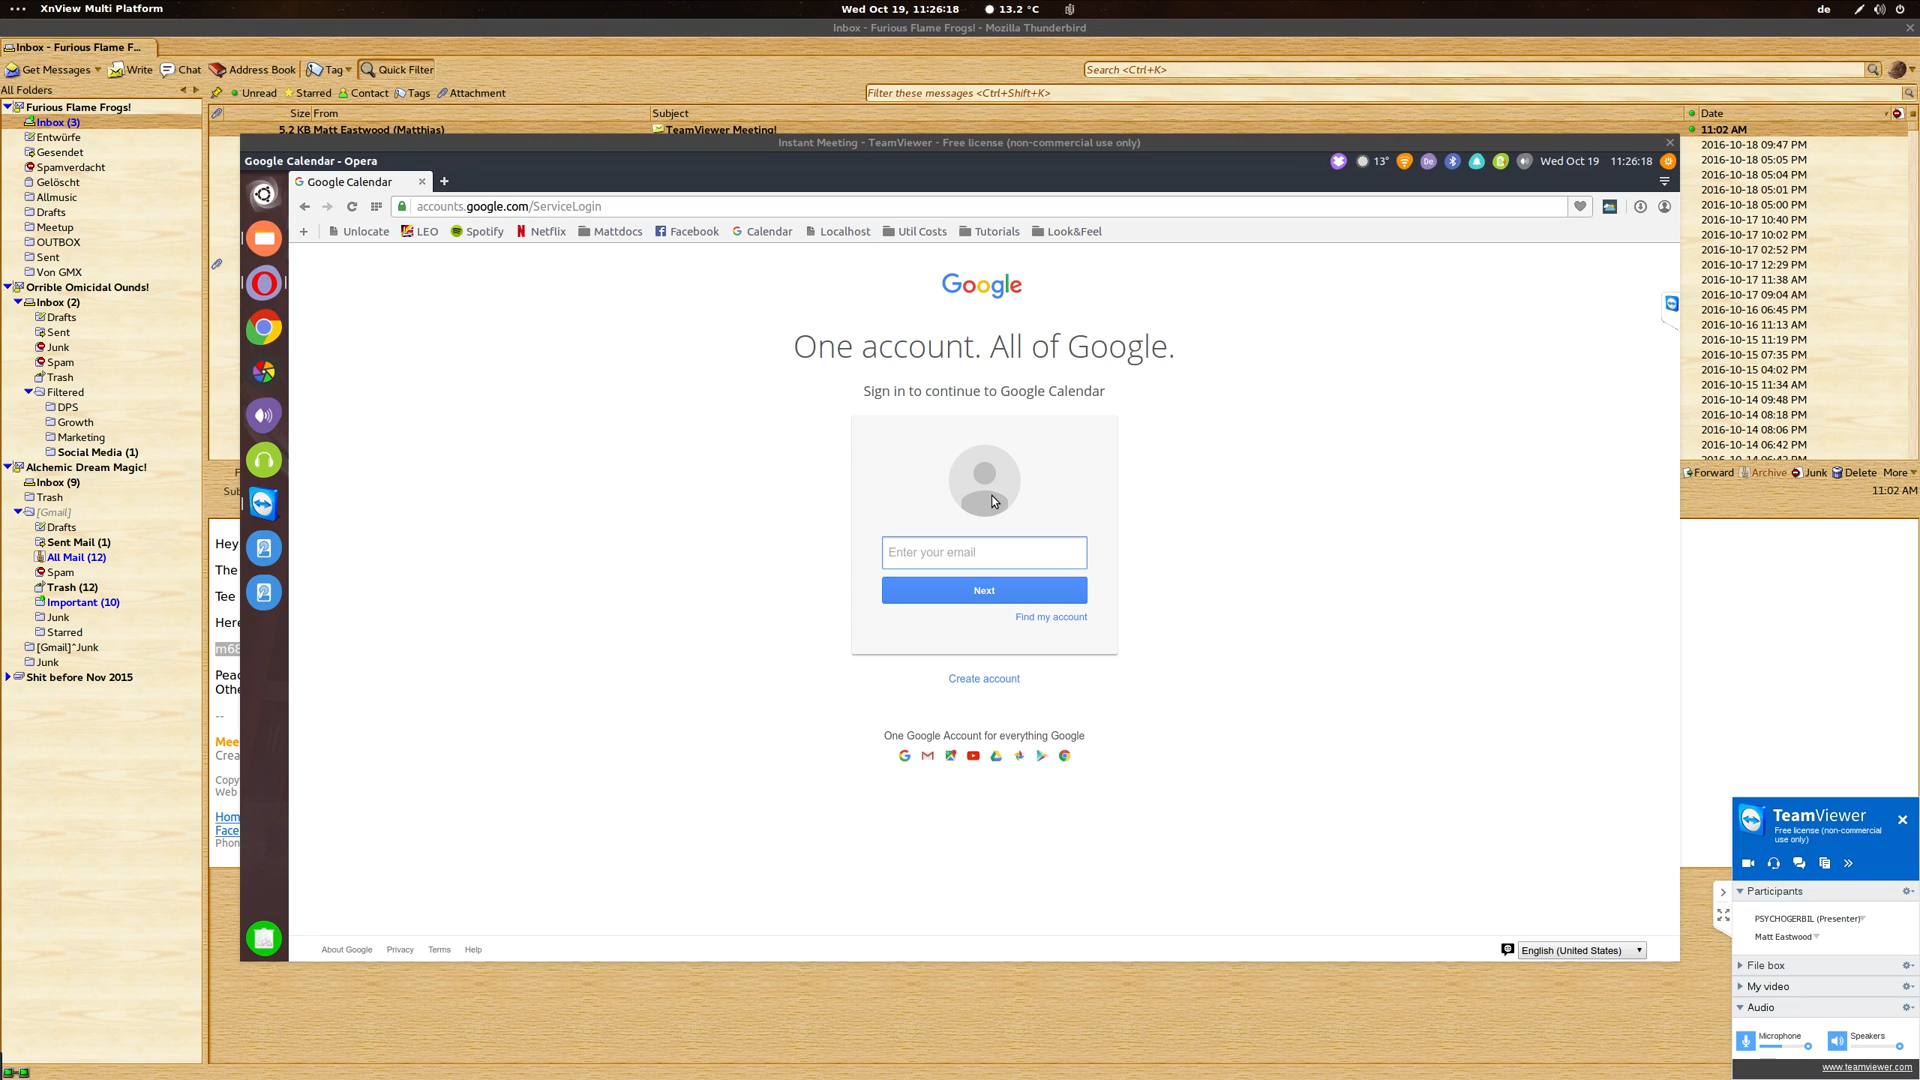 XnView Multi Platform
Wed Oct 19, 11:26:18
13.2 °C
de
Inbox - Furious Flame Frogs! - Mozilla Thunderbird
Inbox - Furious Flame F...
Get Messages Write Chat Address Book Tag Quick Filter
Search <Ctrl+K>
All Folders
Unread Starred Contact Tags Attachment
Filter these messages <Ctrl+Shift+K>
Furious Flame Frogs!
Inbox (3)
Entwürfe
Gesendet
Spamverdacht
Gelöscht
Allmusic
Drafts
Meetup
OUTBOX
Sent
Von GMX
Orrible Omicidal Ounds!
Inbox (2)
Drafts
Sent
Junk
Spam
Trash
Filtered
DPS
Growth
Marketing
Social Media (1)
Alchemic Dream Magic!
Inbox (9)
Trash
[Gmail]
Drafts
Sent Mail (1)
All Mail (12)
Spam
Trash (12)
Important (10)
Junk
Starred
[Gmail]^Junk
Junk
Shit before Nov 2015
Size From Subject Date
5.2 KB Matt Eastwood (Matthias) TeamViewer Meeting! 11:02 AM
2016-10-18 09:47 PM
2016-10-18 05:05 PM
2016-10-18 05:04 PM
2016-10-18 05:01 PM
2016-10-18 05:00 PM
2016-10-17 10:40 PM
2016-10-17 10:02 PM
2016-10-17 02:52 PM
2016-10-17 12:29 PM
2016-10-17 11:38 AM
2016-10-17 09:04 AM
2016-10-16 06:45 PM
2016-10-16 11:13 AM
2016-10-15 11:19 PM
2016-10-15 07:35 PM
2016-10-15 04:02 PM
2016-10-15 11:34 AM
2016-10-14 09:48 PM
2016-10-14 08:18 PM
2016-10-14 08:06 PM
2016-10-14 06:42 PM
Forward Archive Junk Delete More
11:02 AM
Hey
The
Tee
Here
m68
Peac
Othe
--
Mee
Crea
Copy
Web
Hom
Face
Phon
Instant Meeting - TeamViewer - Free license (non-commercial use only)
Google Calendar - Opera
13°
De
Wed Oct 19 11:26:18
Google Calendar
accounts.google.com/ServiceLogin
Unlocate LEO Spotify Netflix Mattdocs Facebook Calendar Localhost Util Costs Tutorials Look&Feel
Google
One account. All of Google.
Sign in to continue to Google Calendar
Enter your email
Next
Find my account
Create account
One Google Account for everything Google
About Google Privacy Terms Help
English (United States)
TeamViewer
Free license (non-commercial
use only)
Participants
PSYCHOGERBIL (Presenter)
Matt Eastwood
File box
My video
Audio
Microphone Speakers
www.teamviewer.com